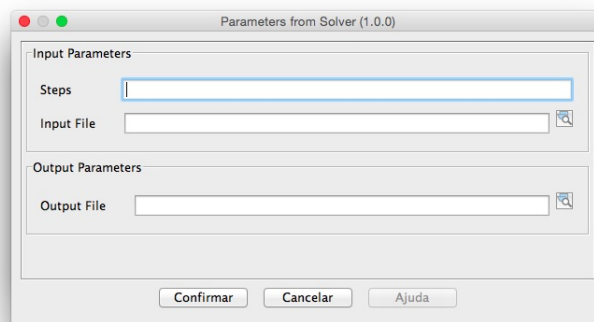 Parameters from Solver (1.0.0)
Input Parameters
Steps
Input File
Output Parameters
Output File
Confirmar Cancelar Ajuda